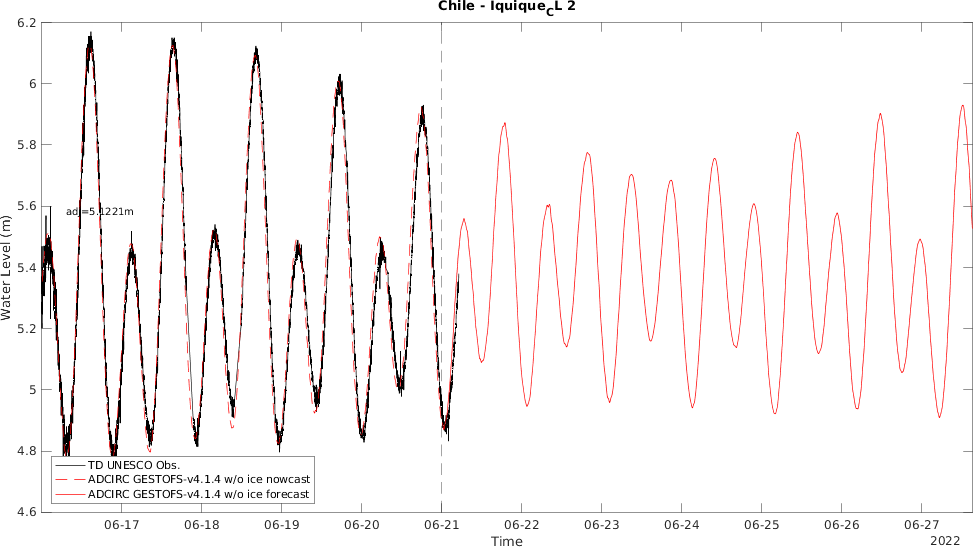 Chile - Iquique_CL 2
6.2
6
5.8
5.6
5.4
5.2
5
4.8
4.6
Water Level (m)
adj=5.1221m
TD UNESCO Obs.
ADCIRC GESTOFS-v4.1.4 w/o ice nowcast
ADCIRC GESTOFS-v4.1.4 w/o ice forecast
06-17 06-18 06-19 06-20 06-21 06-22 06-23 06-24 06-25 06-26 06-27
Time
2022